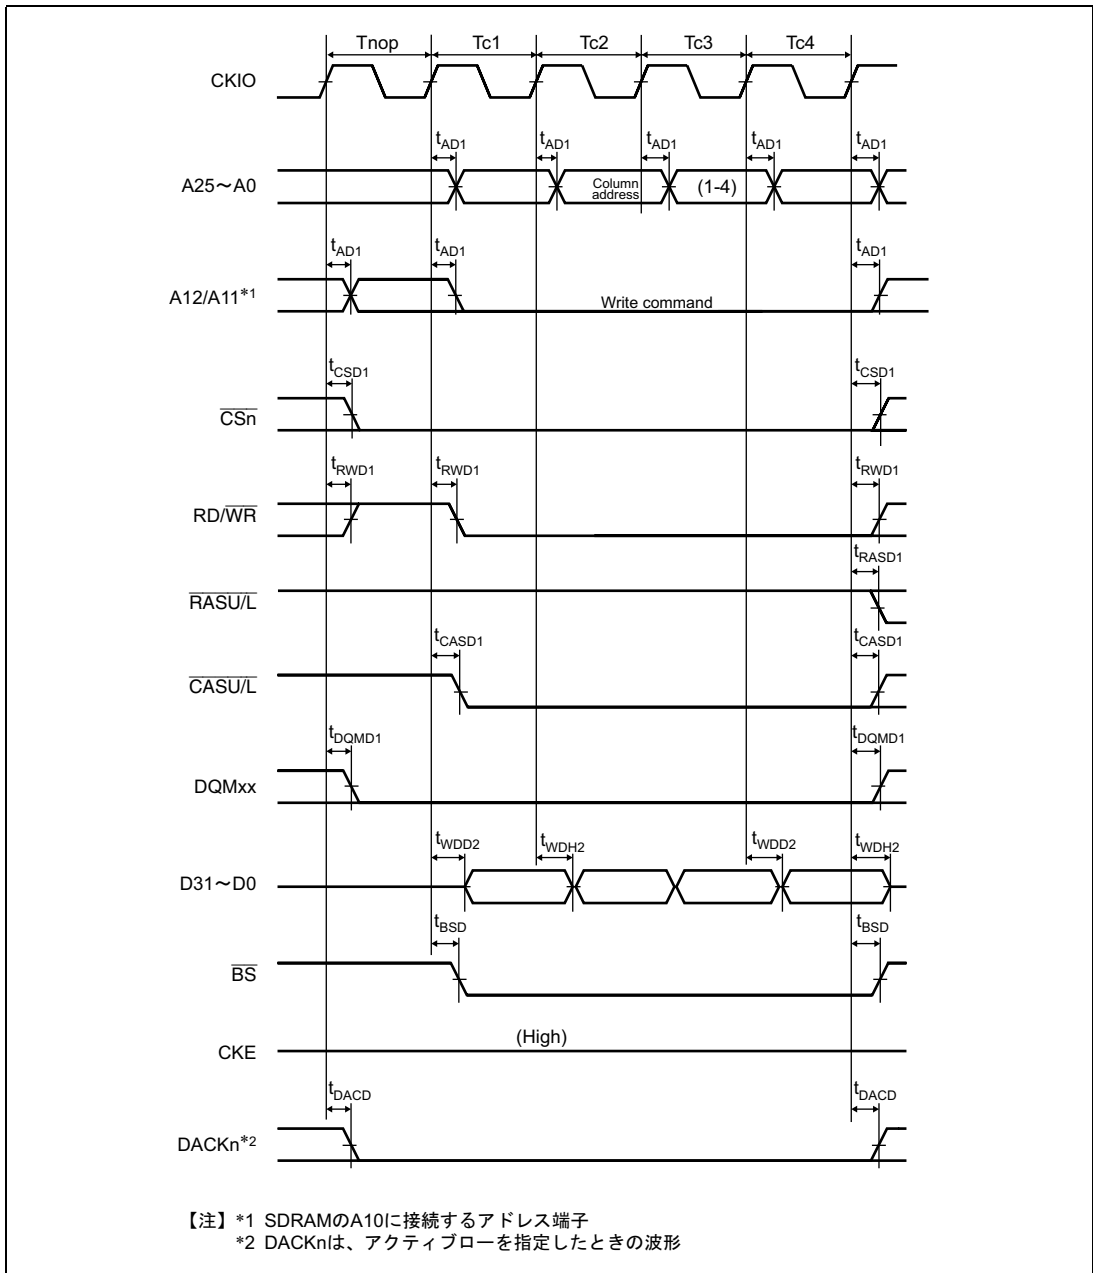 Tnop Tc1 Tc2 Tc3 Tc4
CKIO
tAD1 tAD1 tAD1 tAD1 tAD1
A25～A0
Column
address
(1-4)
tAD1 tAD1 tAD1
A12/A11*1
Write command
tCSD1 tCSD1
CSn
tRWD1 tRWD1 tRWD1
RD/WR
tRASD1
RASU/L
tCASD1 tCASD1
CASU/L
tDQMD1 tDQMD1
DQMxx
tWDD2 tWDH2 tWDD2 tWDH2
D31～D0
tBSD tBSD
BS
(High)
CKE
tDACD tDACD
DACKn*2
【注】*1 SDRAMのA10に接続するアドレス端子
*2 DACKnは、アクティブローを指定したときの波形